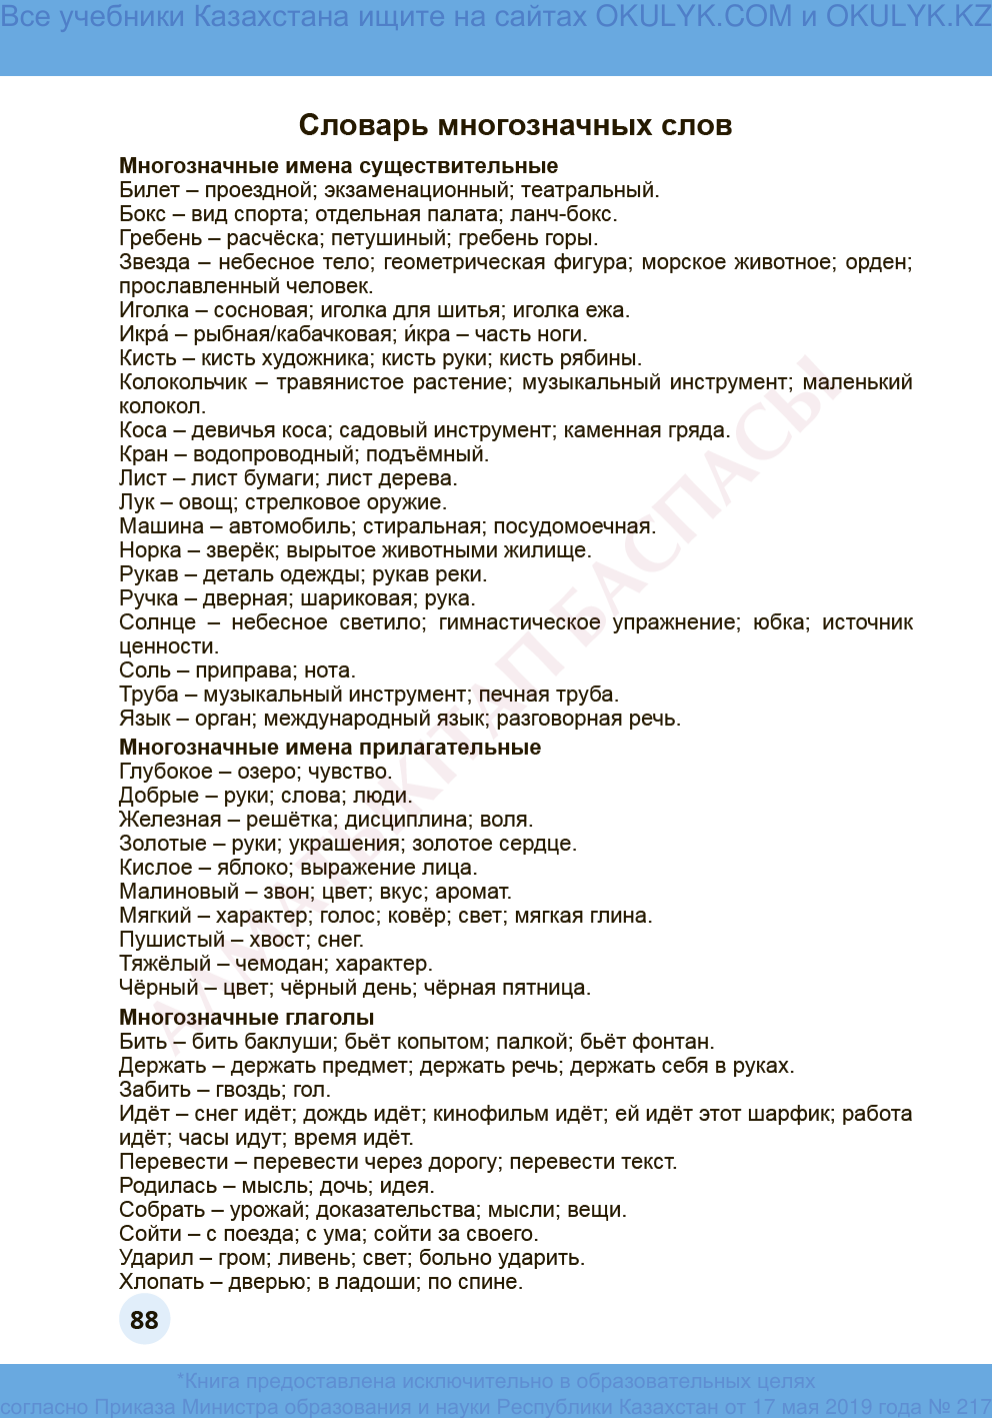 Все учебники Казахстана ищите на сайтах OKULYK.COM и OKULYK.KZ
Словарь многозначных слов
Многозначные имена существительные
Билет – проездной; экзаменационный; театральный.
Бокс – вид спорта; отдельная палата; ланч-бокс.
Гребень – расчёска; петушиный; гребень горы.
Звезда – небесное тело; геометрическая фигура; морское животное; орден;
прославленный человек.
Иголка – сосновая; иголка для шитья; иголка ежа.
Икра́ – рыбная/кабачковая; и́кра – часть ноги.
Кисть – кисть художника; кисть руки; кисть рябины.
Колокольчик – травянистое растение; музыкальный инструмент; маленький
колокол.
Коса – девичья коса; садовый инструмент; каменная гряда.
Кран – водопроводный; подъёмный.
Лист – лист бумаги; лист дерева.
Лук – овощ; стрелковое оружие.
Машина – автомобиль; стиральная; посудомоечная.
Норка – зверёк; вырытое животными жилище.
Рукав – деталь одежды; рукав реки.
Ручка – дверная; шариковая; рука.
Солнце – небесное светило; гимнастическое упражнение; юбка; источник
ценности.
Соль – приправа; нота.
Труба – музыкальный инструмент; печная труба.
Язык – орган; международный язык; разговорная речь.
Многозначные имена прилагательные
Глубокое – озеро; чувство.
Добрые – руки; слова; люди.
Железная – решётка; дисциплина; воля.
Золотые – руки; украшения; золотое сердце.
Кислое – яблоко; выражение лица.
Малиновый – звон; цвет; вкус; аромат.
Мягкий – характер; голос; ковёр; свет; мягкая глина.
Пушистый – хвост; снег.
Тяжёлый – чемодан; характер.
Чёрный – цвет; чёрный день; чёрная пятница.
Многозначные глаголы
Бить – бить баклуши; бьёт копытом; палкой; бьёт фонтан.
Держать – держать предмет; держать речь; держать себя в руках.
Забить – гвоздь; гол.
Идёт – снег идёт; дождь идёт; кинофильм идёт; ей идёт этот шарфик; работа
идёт; часы идут; время идёт.
Перевести – перевести через дорогу; перевести текст.
Родилась – мысль; дочь; идея.
Собрать – урожай; доказательства; мысли; вещи.
Сойти – с поезда; с ума; сойти за своего.
Ударил – гром; ливень; свет; больно ударить.
Хлопать – дверью; в ладоши; по спине.
АЛМАТЫКІТАП БАСПАСЫ
88
*Книга предоставлена исключительно в образовательных целях
согласно Приказа Министра образования и науки Республики Казахстан от 17 мая 2019 года № 217